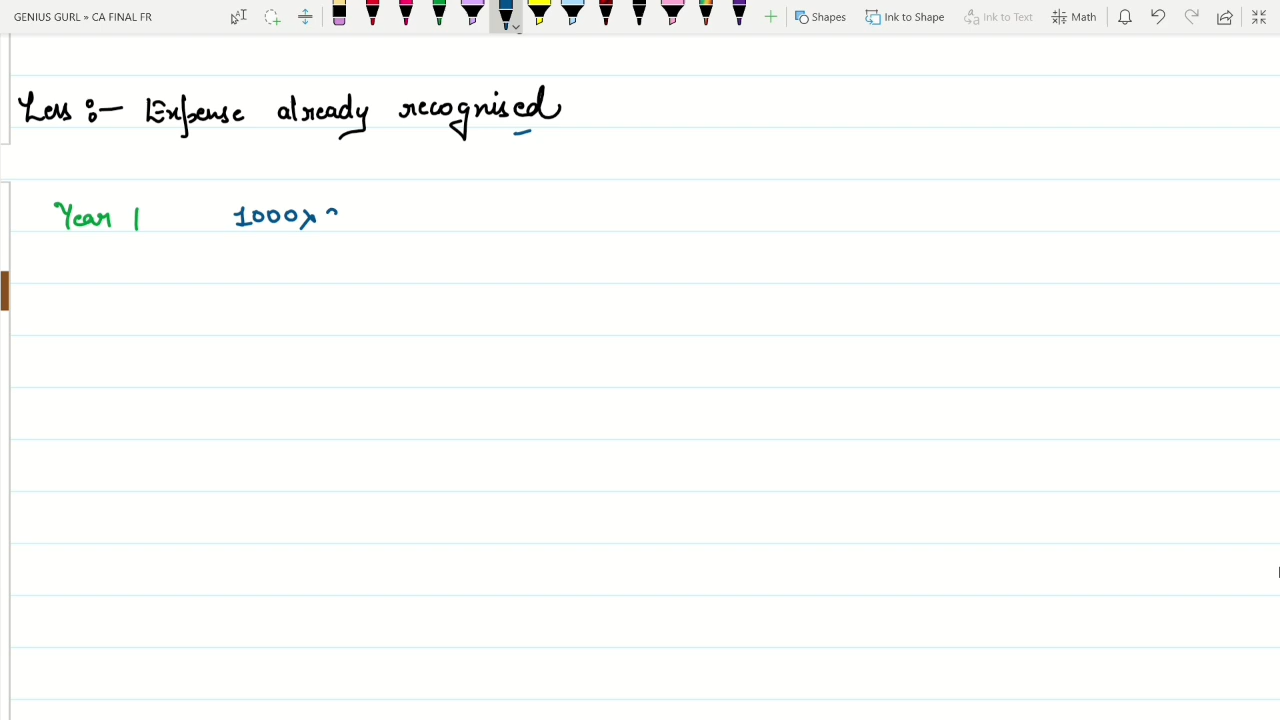 GENIUS GURL » CA FINAL FR Shapes Ink to Shape Ink to Text Math
Less :- Expense already recognised
Year 1 1000x